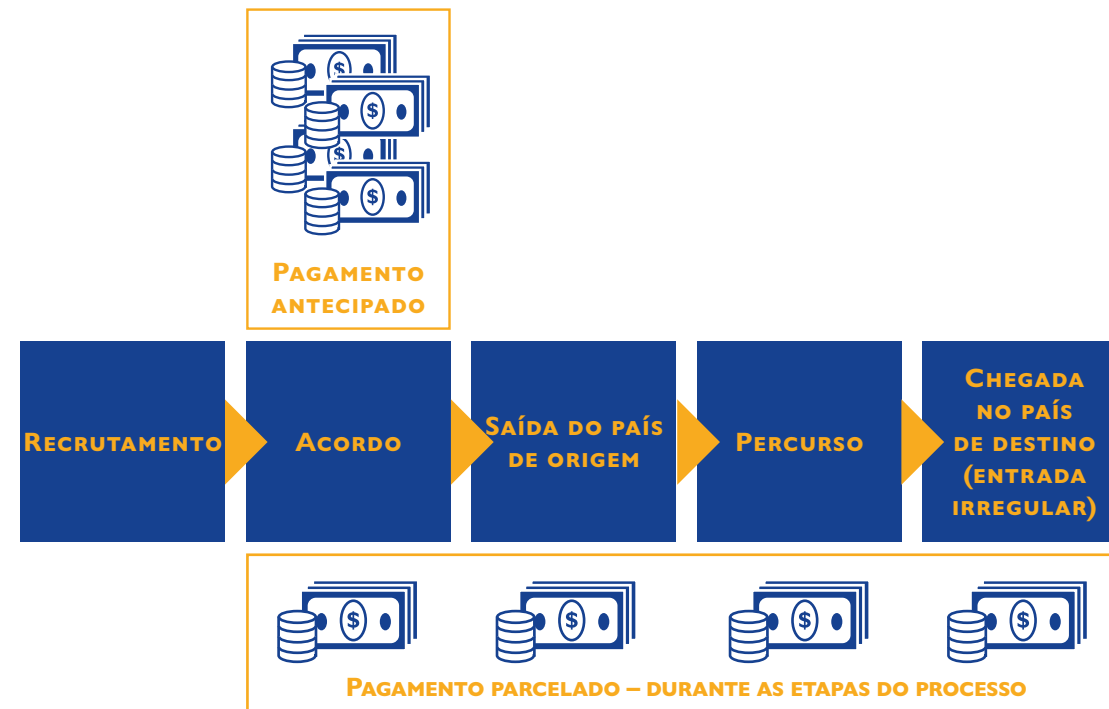 $
$
$
$
PAGAMENTO
ANTECIPADO
RECRUTAMENTO
ACORDO
SAÍDA DO PAÍS
DE ORIGEM
PERCURSO
CHEGADA
NO PAÍS
DE DESTINO
(ENTRADA
IRREGULAR)
$
$
$
$
PAGAMENTO PARCELADO – DURANTE AS ETAPAS DO PROCESSO